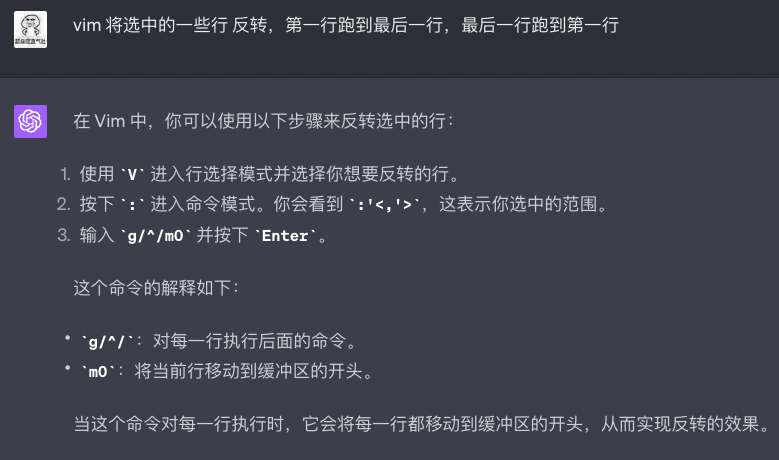 vim 将选中的一些行 反转，第一行跑到最后一行，最后一行跑到第一行
在 Vim 中，你可以使用以下步骤来反转选中的行：
1. 使用 `V` 进入行选择模式并选择你想要反转的行。
2. 按下 `:` 进入命令模式。你会看到 `:'<,'>`，这表示你选中的范围。
3. 输入 `g/^/m0` 并按下 `Enter`。
这个命令的解释如下：
• `g/^/`：对每一行执行后面的命令。
• `m0`：将当前行移动到缓冲区的开头。
当这个命令对每一行执行时，它会将每一行都移动到缓冲区的开头，从而实现反转的效果。